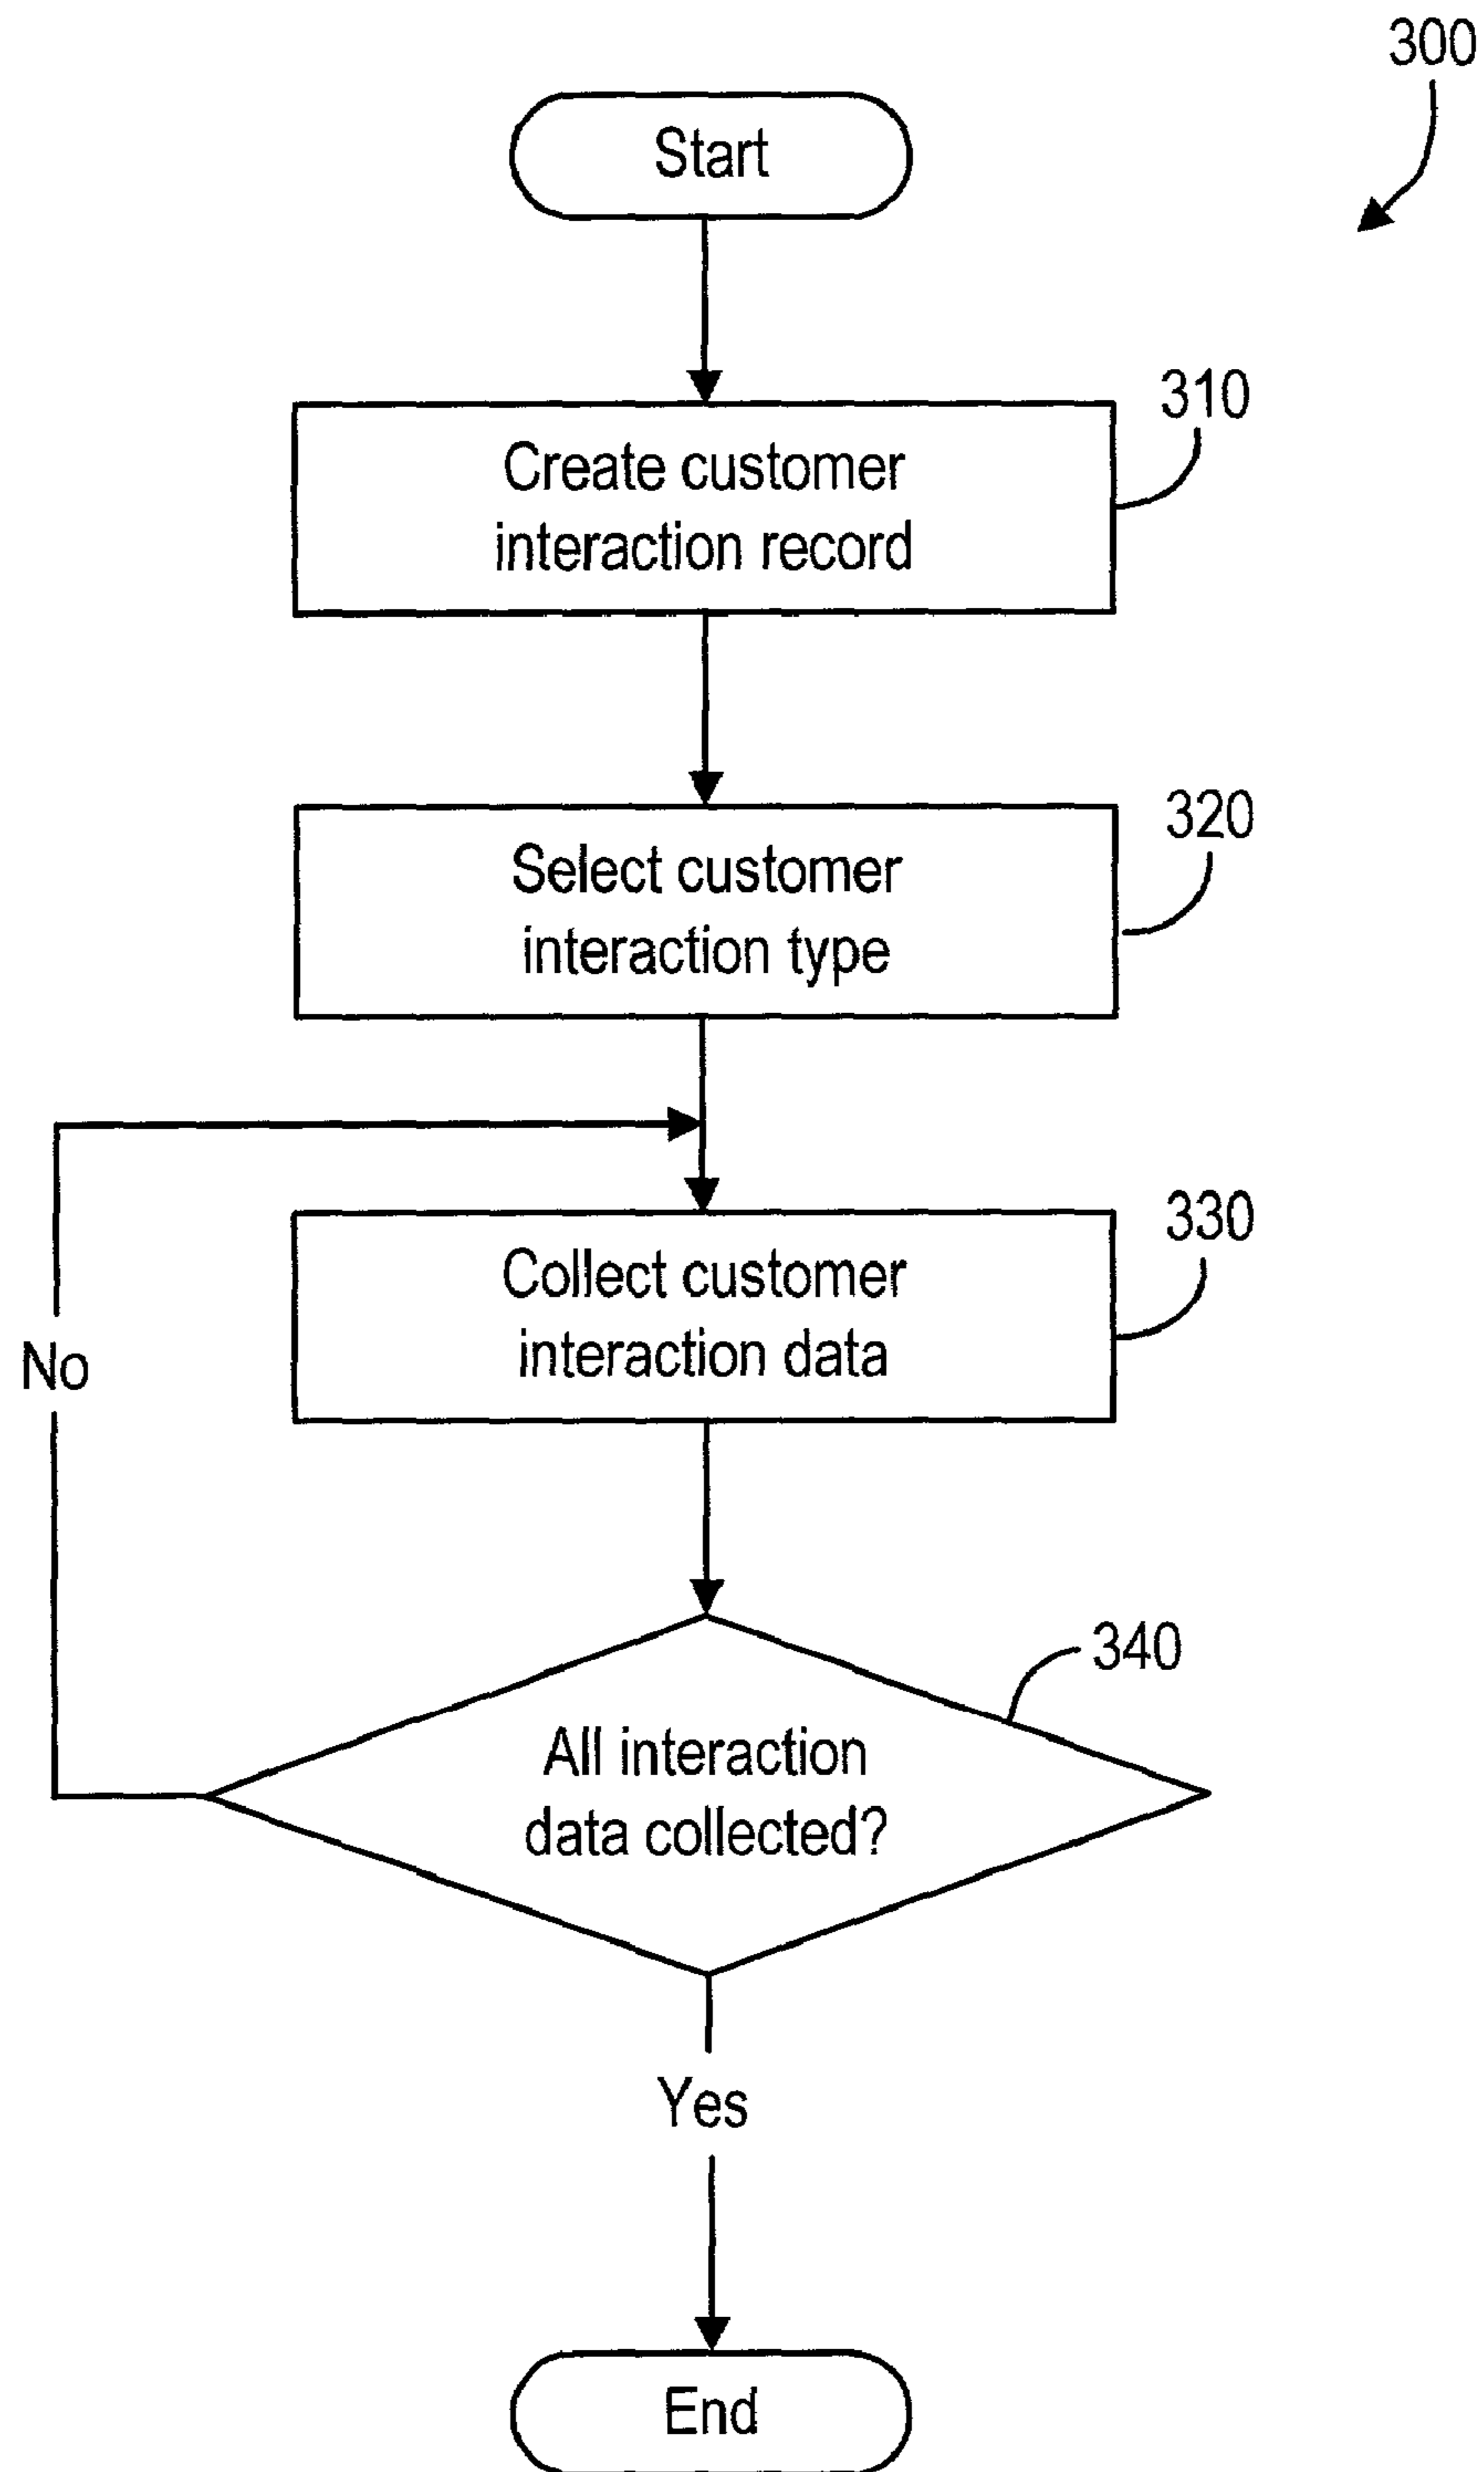 300
Start
310
Create customer
interaction record
320
Select customer
interaction type
330
Collect customer
interaction data
No
340
All interaction
data collected?
Yes
End